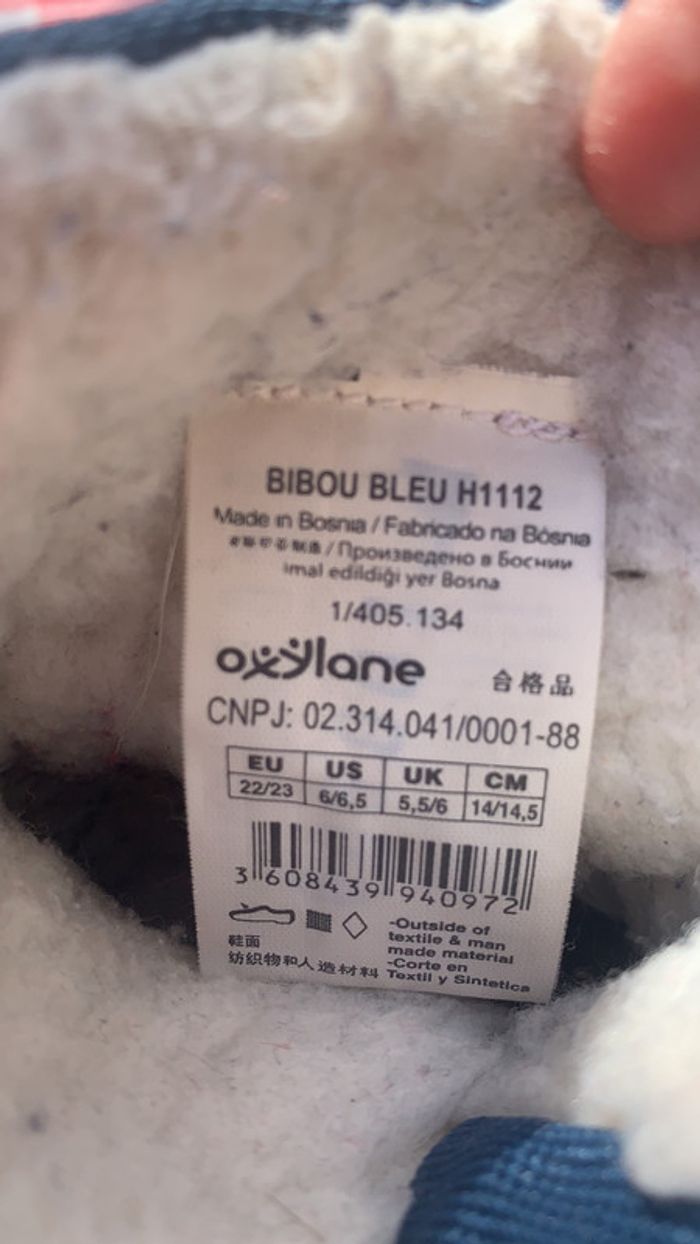 BIBOU BLEU H1112
Made in Bosnia / Fabricado na Bósnia
/ Произведено в Боснии
imal edildiği yer Bosna
1/405.134
oxylane 合格品
CNPJ: 02.314.041/0001-88
EU US UK CM
22/23 6/6,5 5,5/6 14/14,5
3 608439 940972
-Outside of
textile & man
made material
-Corte en
Textil y Sintetica
鞋面
纺织物和人造材料